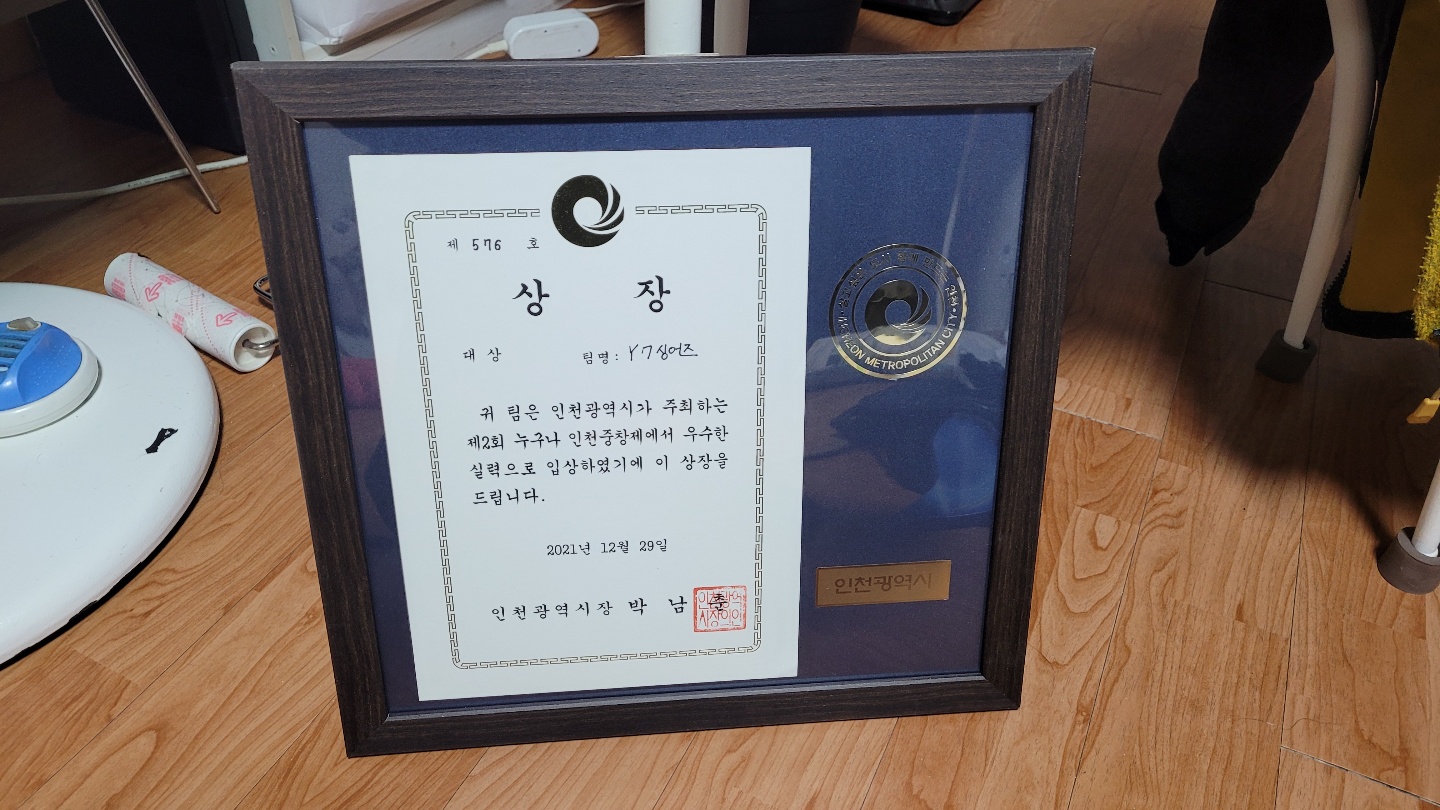 제 576 호
상 장
대 상 팀명: Y7싱어즈
귀 팀은 인천광역시가 주최하는
제2회 누구나 인천중창제에서 우수한
실력으로 입상하였기에 이 상장을
드립니다.
2021년 12월 29일
인천광역시장 박 남 춘
METROPOLITAN CITY
인천광역시